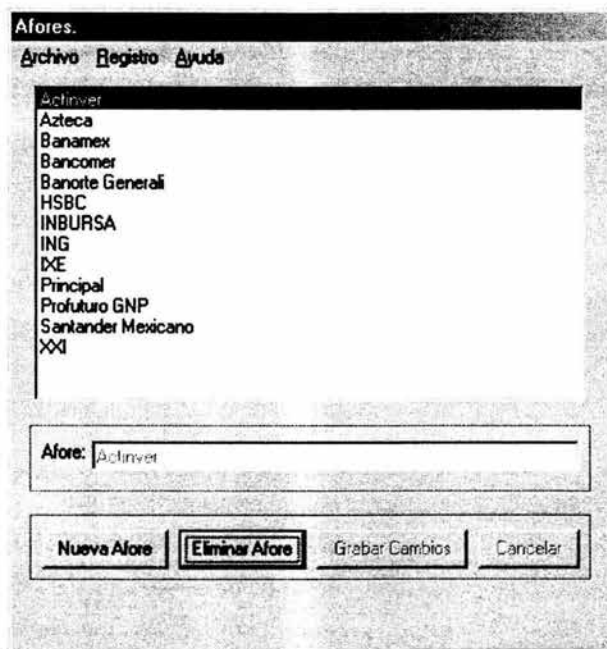 Afores.
Archivo Registro Ayuda
Actinver
Azteca
Banamex
Bancomer
Banorte Generali
HSBC
INBURSA
ING
IXE
Principal
Profuturo GNP
Santander Mexicano
XXI
Afore: Actinver
Nueva Afore Eliminar Afore Grabar Cambios Cancelar